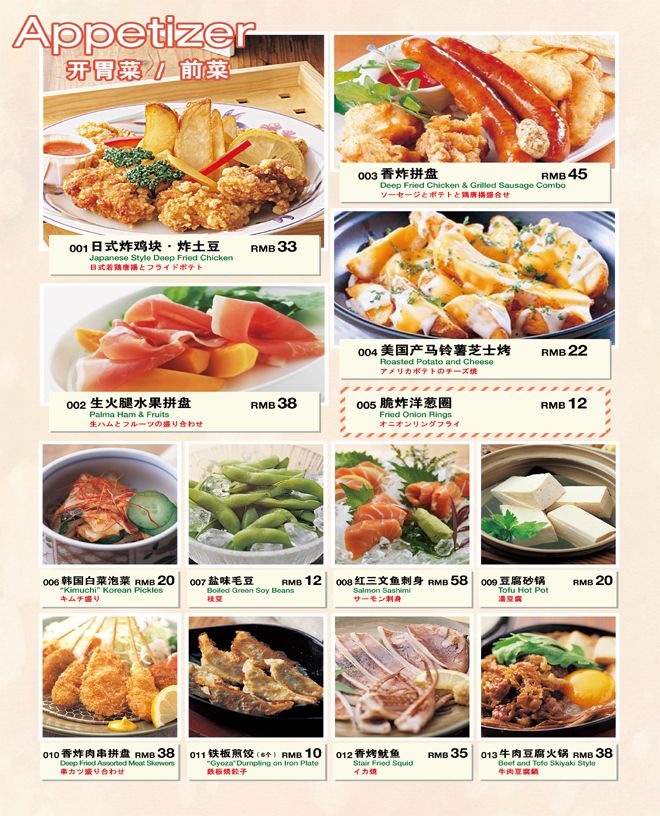 Appetizer
开胃菜 / 前菜
001 日式炸鸡块·炸土豆 RMB 33
Japanese Style Deep Fried Chicken
日式若鶏唐揚とフライドポテト
003 香炸拼盘 RMB 45
Deep Fried Chicken & Grilled Sausage Combo
ソーセージとポテトと鶏唐揚盛合せ
002 生火腿水果拼盘 RMB 38
Palma Ham & Fruits
生ハムとフルーツの盛り合わせ
004 美国产马铃薯芝士烤 RMB 22
Roasted Potato and Cheese
アメリカポテトのチーズ焼
005 脆炸洋葱圈 RMB 12
Fried Onion Rings
オニオンリングフライ
006 韩国白菜泡菜 RMB 20
"Kimuchi" Korean Pickles
キムチ盛り
007 盐味毛豆 RMB 12
Boiled Green Soy Beans
枝豆
008 红三文鱼刺身 RMB 58
Salmon Sashimi
サーモン刺身
009 豆腐砂锅 RMB 20
Tofu Hot Pot
湯豆腐
010 香炸肉串拼盘 RMB 38
Deep Fried Assorted Meat Skewers
串カツ盛り合わせ
011 铁板煎饺（6个） RMB 10
"Gyoza"Dumpling on Iron Plate
鉄板焼餃子
012 香烤鱿鱼 RMB 35
Stair Fried Squid
イカ焼
013 牛肉豆腐火锅 RMB 38
Beef and Tofo Skiyaki Style
牛肉豆腐鍋